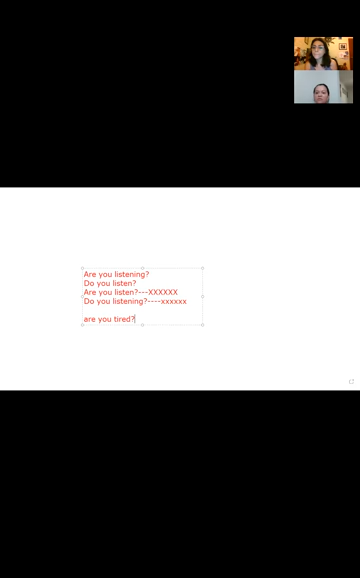 Are you listening?
Do you listen?
Are you listen?---XXXXXX
Do you listening?----xxxxxx
are you tired?